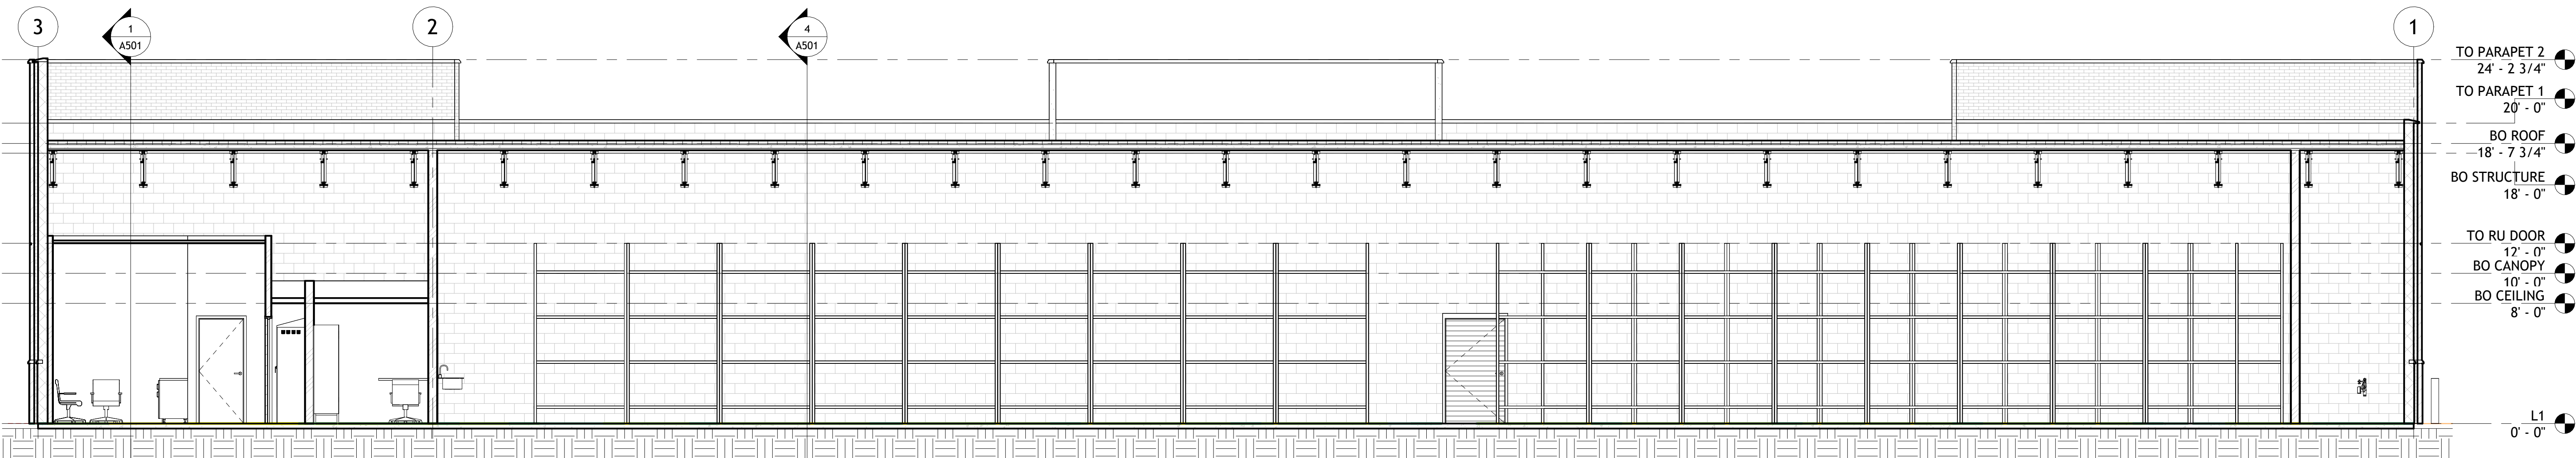 3
1
A501
2
4
A501
1
TO PARAPET 2
24' - 2 3/4"
TO PARAPET 1
20' - 0"
BO ROOF
18' - 7 3/4"
BO STRUCTURE
18' - 0"
TO RU DOOR
12' - 0"
BO CANOPY
10' - 0"
BO CEILING
8' - 0"
L1
0' - 0"